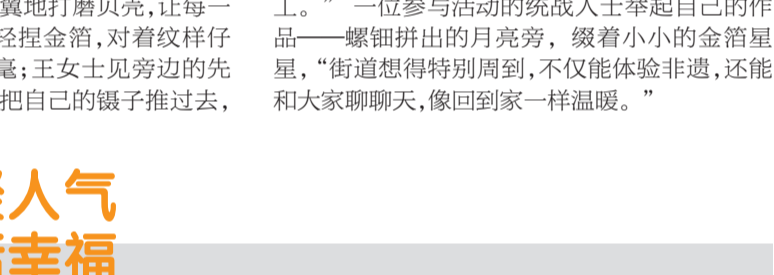 翼地打磨贝壳,让每一
轻捏金箔,对着纹样仔
毫;王女士见旁边的先
把自己的镊子推过去,
工。”一位参与活动的统战人士举起自己的作
品——螺钿拼出的月亮旁,缀着小小的金箔星
星,“街道想得特别周到,不仅能体验非遗,还能
和大家聊聊天,像回到家一样温暖。”
人气
幸福